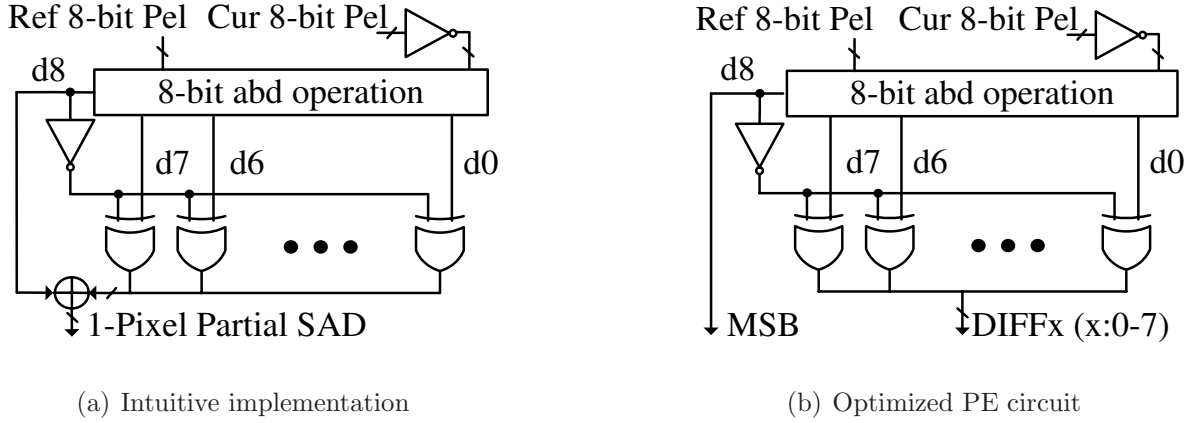 Ref 8-bit Pel Cur 8-bit Pel
d8
8-bit abd operation
d7 d6 d0
1-Pixel Partial SAD
(a) Intuitive implementation
Ref 8-bit Pel Cur 8-bit Pel
d8
8-bit abd operation
d7 d6 d0
MSB DIFFx (x:0-7)
(b) Optimized PE circuit